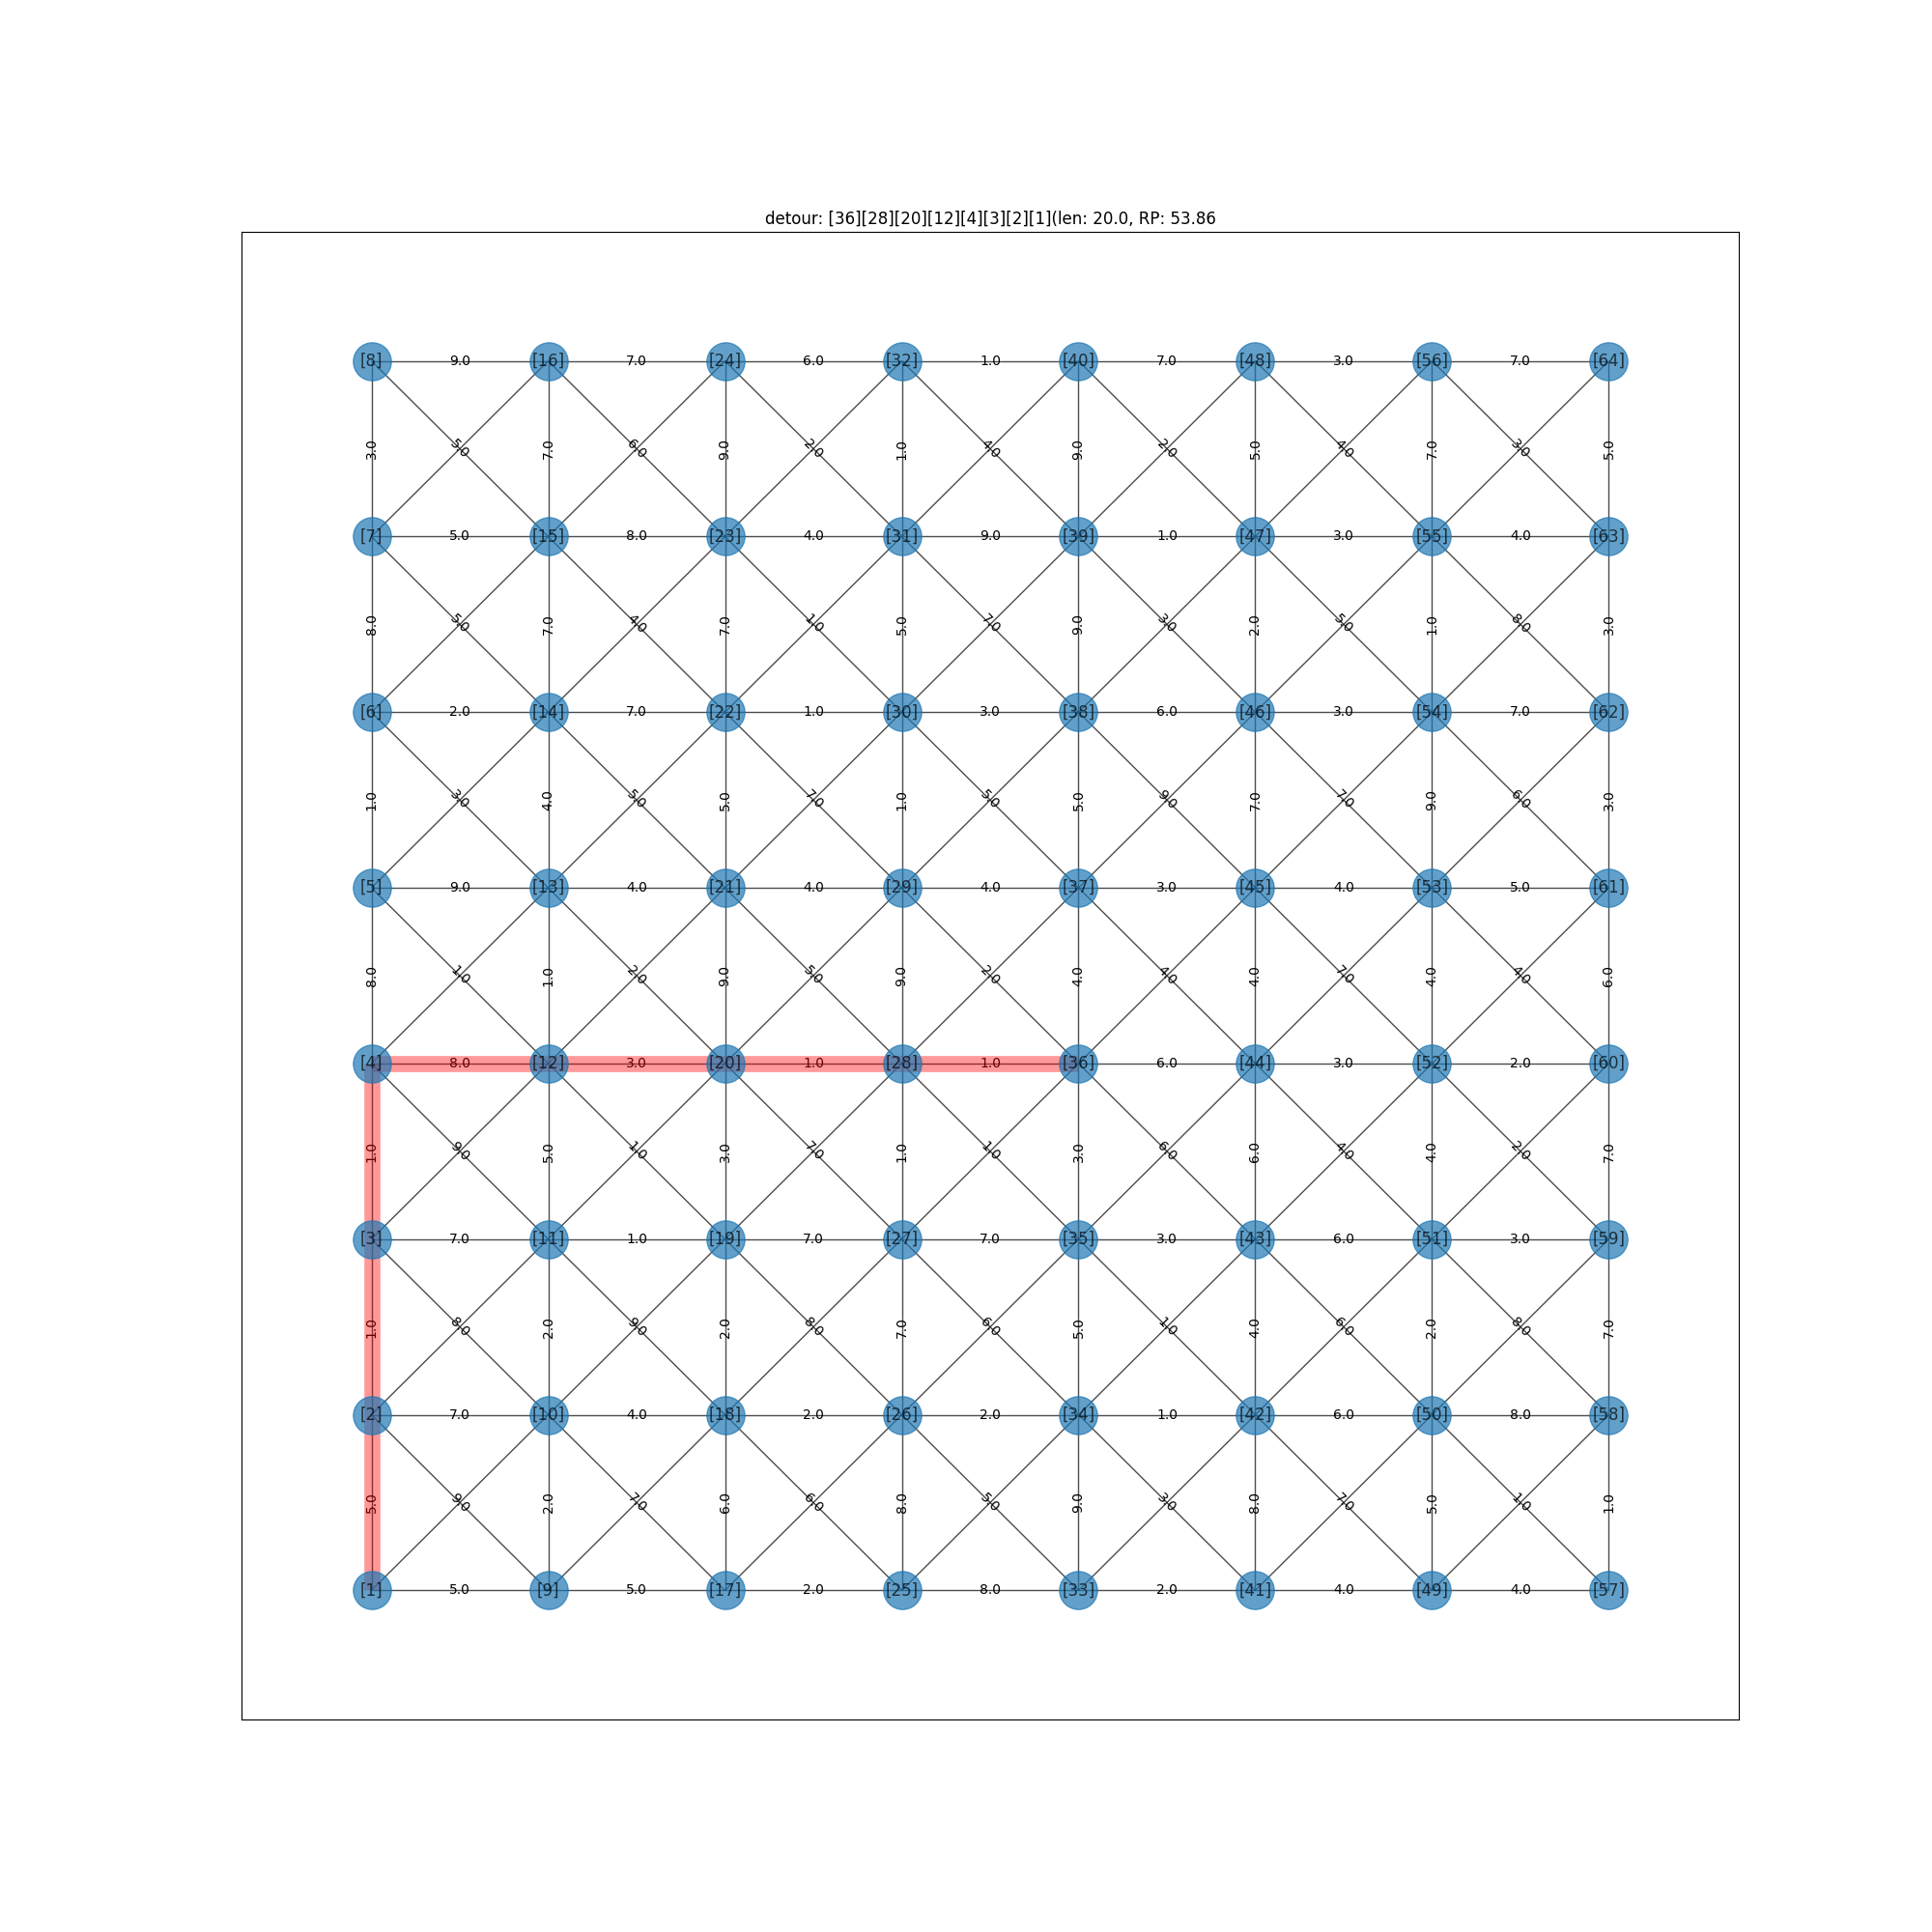 detour: [36][28][20][12][4][3][2][1](len: 20.0, RP: 53.86
[8] 9.0 [16] 7.0 [24] 6.0 [32] 1.0 [40] 7.0 [48] 3.0 [56] 7.0 [64]
3.0 5.0 7.0 6.0 9.0 2.0 1.0 4.0 9.0 2.0 5.0 4.0 7.0 3.0 5.0
[7] 5.0 [15] 8.0 [23] 4.0 [31] 9.0 [39] 1.0 [47] 3.0 [55] 4.0 [63]
8.0 5.0 7.0 4.0 7.0 1.0 5.0 7.0 9.0 3.0 2.0 5.0 1.0 8.0 3.0
[6] 2.0 [14] 7.0 [22] 1.0 [30] 3.0 [38] 6.0 [46] 3.0 [54] 7.0 [62]
1.0 3.0 4.0 5.0 5.0 7.0 1.0 5.0 5.0 9.0 7.0 7.0 9.0 6.0 3.0
[5] 9.0 [13] 4.0 [21] 4.0 [29] 4.0 [37] 3.0 [45] 4.0 [53] 5.0 [61]
8.0 1.0 1.0 2.0 9.0 5.0 9.0 2.0 4.0 4.0 4.0 7.0 4.0 4.0 6.0
[4] 8.0 [12] 3.0 [20] 1.0 [28] 1.0 [36] 6.0 [44] 3.0 [52] 2.0 [60]
1.0 9.0 5.0 1.0 3.0 7.0 1.0 1.0 3.0 6.0 6.0 4.0 4.0 2.0 7.0
[3] 7.0 [11] 1.0 [19] 7.0 [27] 7.0 [35] 3.0 [43] 6.0 [51] 3.0 [59]
1.0 8.0 2.0 9.0 2.0 8.0 7.0 6.0 5.0 1.0 4.0 6.0 2.0 8.0 7.0
[2] 7.0 [10] 4.0 [18] 2.0 [26] 2.0 [34] 1.0 [42] 6.0 [50] 8.0 [58]
5.0 9.0 2.0 7.0 6.0 6.0 8.0 5.0 9.0 3.0 8.0 7.0 5.0 1.0 1.0
[1] 5.0 [9] 5.0 [17] 2.0 [25] 8.0 [33] 2.0 [41] 4.0 [49] 4.0 [57]